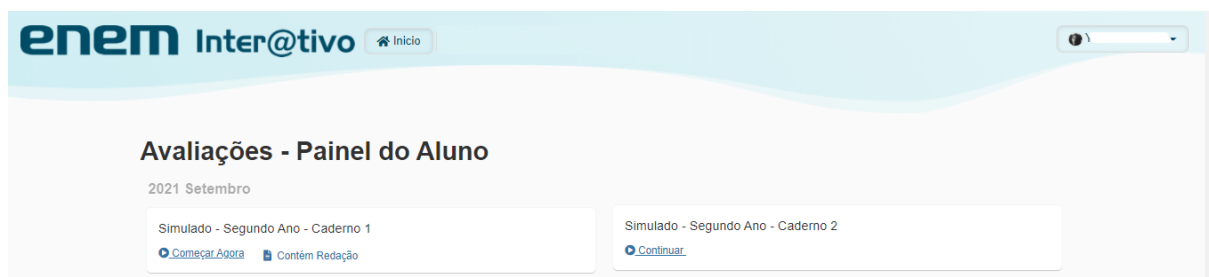 enem Inter@tivo Inicio
Avaliações - Painel do Aluno
2021 Setembro
Simulado - Segundo Ano - Caderno 1
Começar Agora Contém Redação
Simulado - Segundo Ano - Caderno 2
Continuar